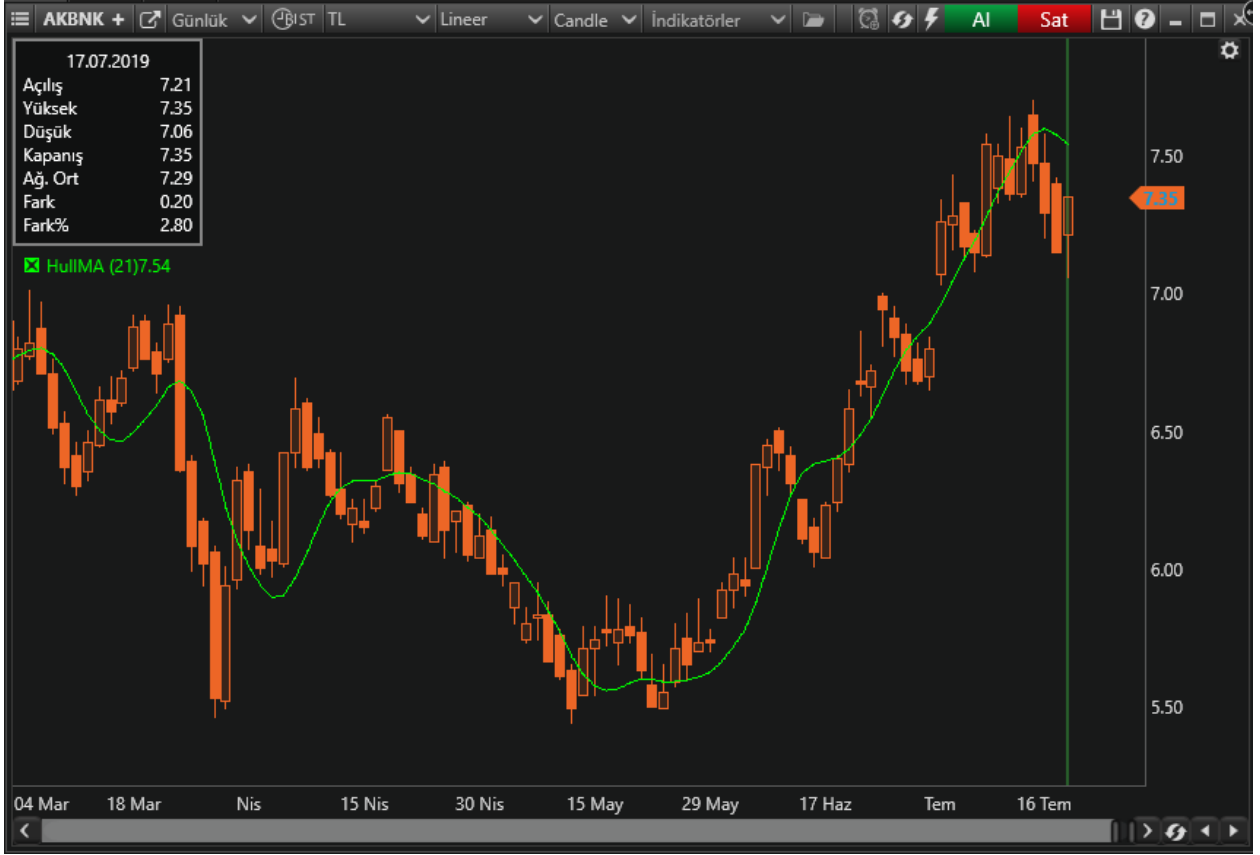 AKBNK + Günlük BIST TL Lineer Candle İndikatörler Al Sat
17.07.2019
Açılış 7.21
Yüksek 7.35
Düşük 7.06
Kapanış 7.35
Ağ. Ort 7.29
Fark 0.20
Fark% 2.80
HullMA (21)7.54
7.50
7.35
7.00
6.50
6.00
5.50
04 Mar 18 Mar Nis 15 Nis 30 Nis 15 May 29 May 17 Haz Tem 16 Tem